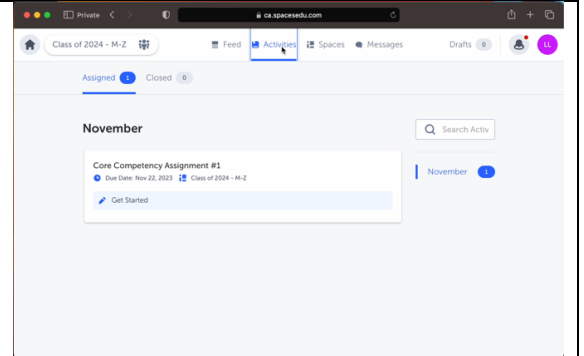 Private
ca.spacesedu.com
Class of 2024 - M-Z
Feed
Activities
Spaces
Messages
Drafts 0
LL
Assigned 1
Closed 0
November
Search Activ
Core Competency Assignment #1
Due Date: Nov 22, 2023 Class of 2024 - M-Z
Get Started
November 1